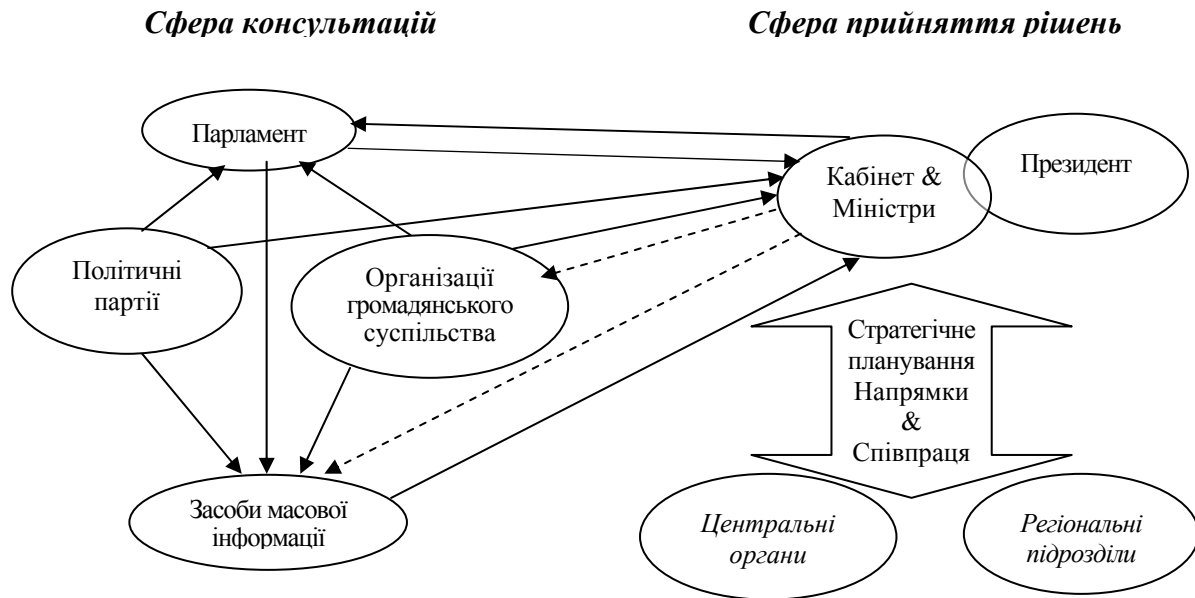 Сфера консультацій
Сфера прийняття рішень
Парламент
Кабінет &
Міністри
Президент
Політичні
партії
Організації
громадянського
суспільства
Стратегічне
планування
Напрямки
&
Співпраця
Засоби масової
інформації
Центральні
органи
Регіональні
підрозділи